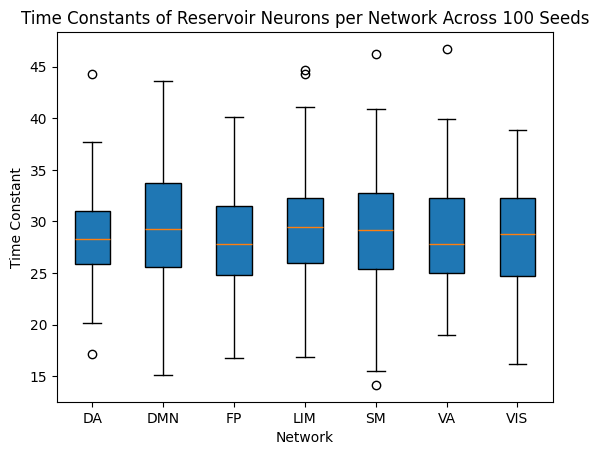 Time Constants of Reservoir Neurons per Network Across 100 Seeds
Time Constant
45
40
35
30
25
20
15
DA DMN FP LIM SM VA VIS
Network